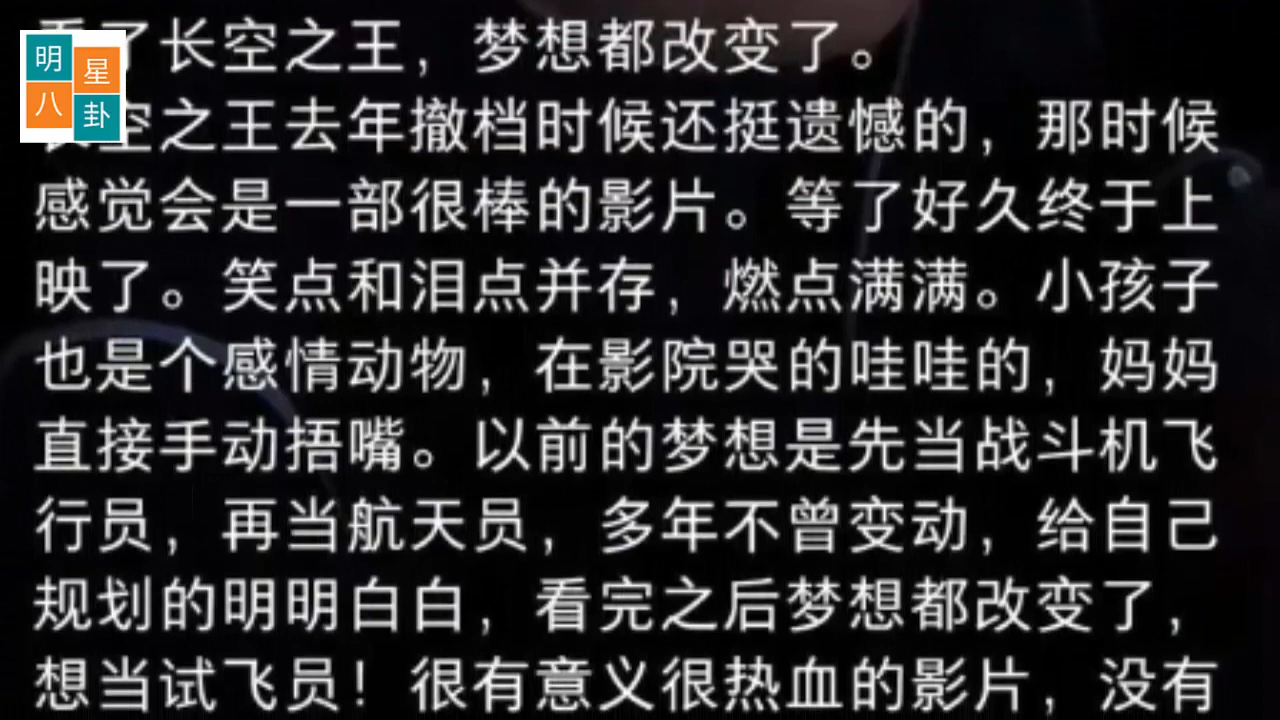 明星八卦
了长空之王，梦想都改变了。
空之王去年撤档时候还挺遗憾的，那时候
感觉会是一部很棒的影片。等了好久终于上
映了。笑点和泪点并存，燃点满满。小孩子
也是个感情动物，在影院哭的哇哇的，妈妈
直接手动捂嘴。以前的梦想是先当战斗机飞
行员，再当航天员，多年不曾变动，给自己
规划的明明白白，看完之后梦想都改变了，
想当试飞员！很有意义很热血的影片，没有